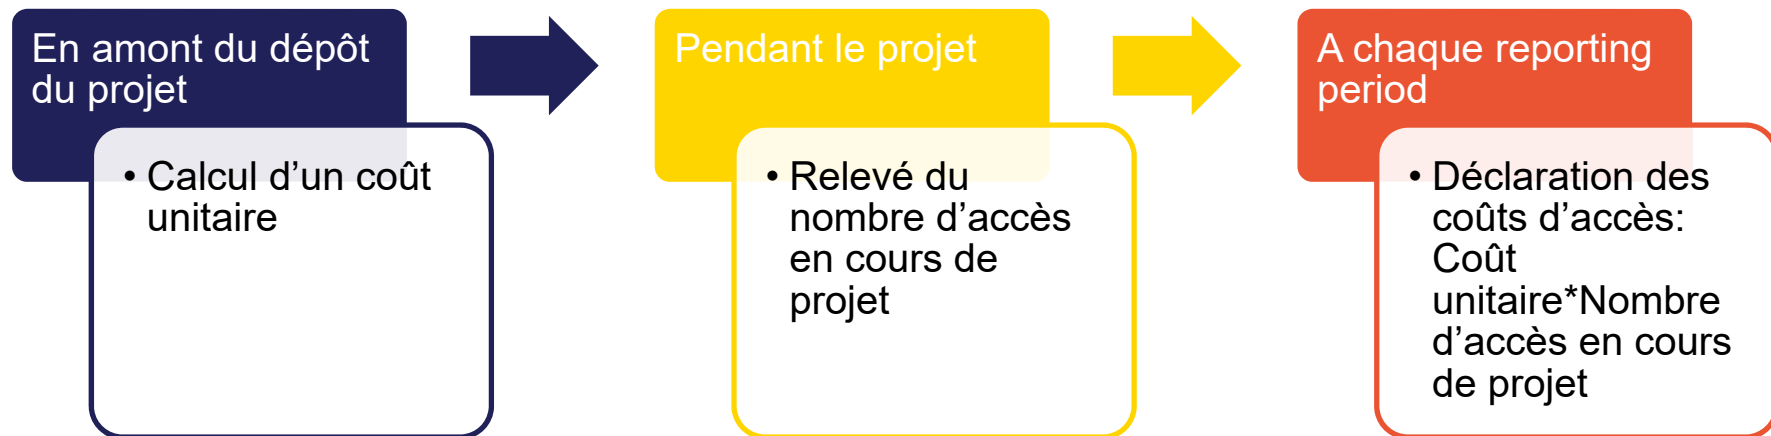 En amont du dépôt
du projet
• Calcul d’un coût
unitaire
Pendant le projet
• Relevé du
nombre d’accès
en cours de
projet
A chaque reporting
period
• Déclaration des
coûts d’accès:
Coût
unitaire*Nombre
d’accès en cours
de projet